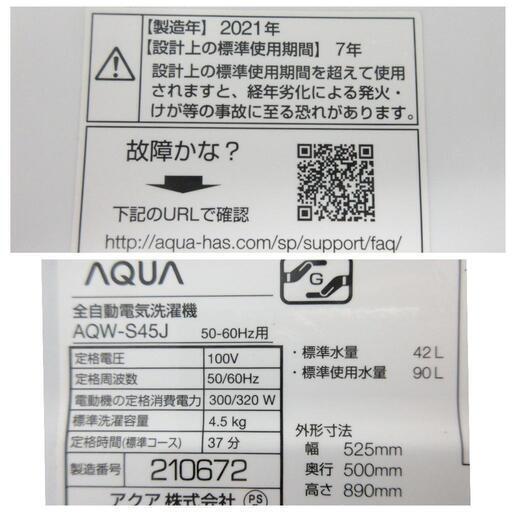 【製造年】2021年
【設計上の標準使用期間】7年
設計上の標準使用期間を超えて使用
されますと、経年劣化による発火・
けが等の事故に至る恐れがあります。
故障かな？
下記のURLで確認
http://aqua-has.com/sp/support/faq/
AQUA
G
全自動電気洗濯機
AQW-S45J 50-60Hz用
定格電圧 100V
定格周波数 50/60Hz
電動機の定格消費電力 300/320 W
標準洗濯容量 4.5 kg
定格時間(標準コース) 37 分
製造番号 210672
アクア株式会社 PS
・標準水量 42L
・標準使用水量 90L
外形寸法
幅 525mm
奥行 500mm
高さ 890mm